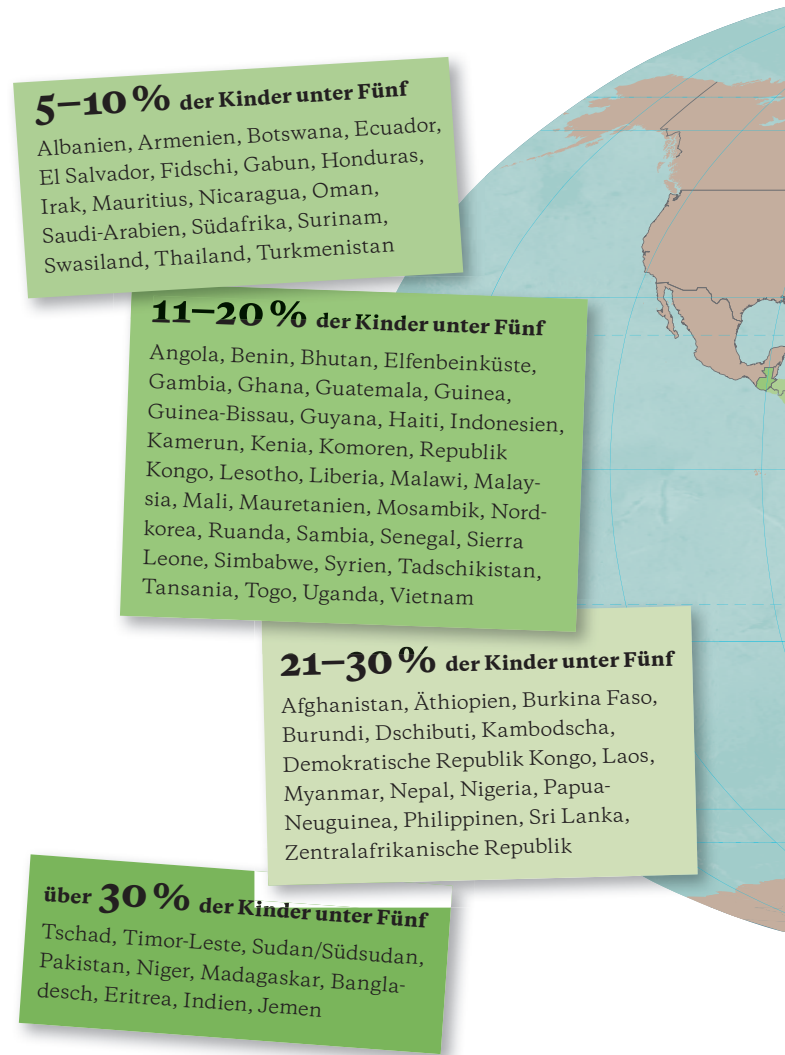 5–10 % der Kinder unter Fünf
Albanien, Armenien, Botswana, Ecuador,
El Salvador, Fidschi, Gabun, Honduras,
Irak, Mauritius, Nicaragua, Oman,
Saudi-Arabien, Südafrika, Surinam,
Swasiland, Thailand, Turkmenistan
11–20 % der Kinder unter Fünf
Angola, Benin, Bhutan, Elfenbeinküste,
Gambia, Ghana, Guatemala, Guinea,
Guinea-Bissau, Guyana, Haiti, Indonesien,
Kamerun, Kenia, Komoren, Republik
Kongo, Lesotho, Liberia, Malawi, Malay-
sia, Mali, Mauretanien, Mosambik, Nord-
korea, Ruanda, Sambia, Senegal, Sierra
Leone, Simbabwe, Syrien, Tadschikistan,
Tansania, Togo, Uganda, Vietnam
21–30 % der Kinder unter Fünf
Afghanistan, Äthiopien, Burkina Faso,
Burundi, Dschibuti, Kambodscha,
Demokratische Republik Kongo, Laos,
Myanmar, Nepal, Nigeria, Papua-
Neuguinea, Philippinen, Sri Lanka,
Zentralafrikanische Republik
über 30 % der Kinder unter Fünf
Tschad, Timor-Leste, Sudan/Südsudan,
Pakistan, Niger, Madagaskar, Bangla-
desch, Eritrea, Indien, Jemen